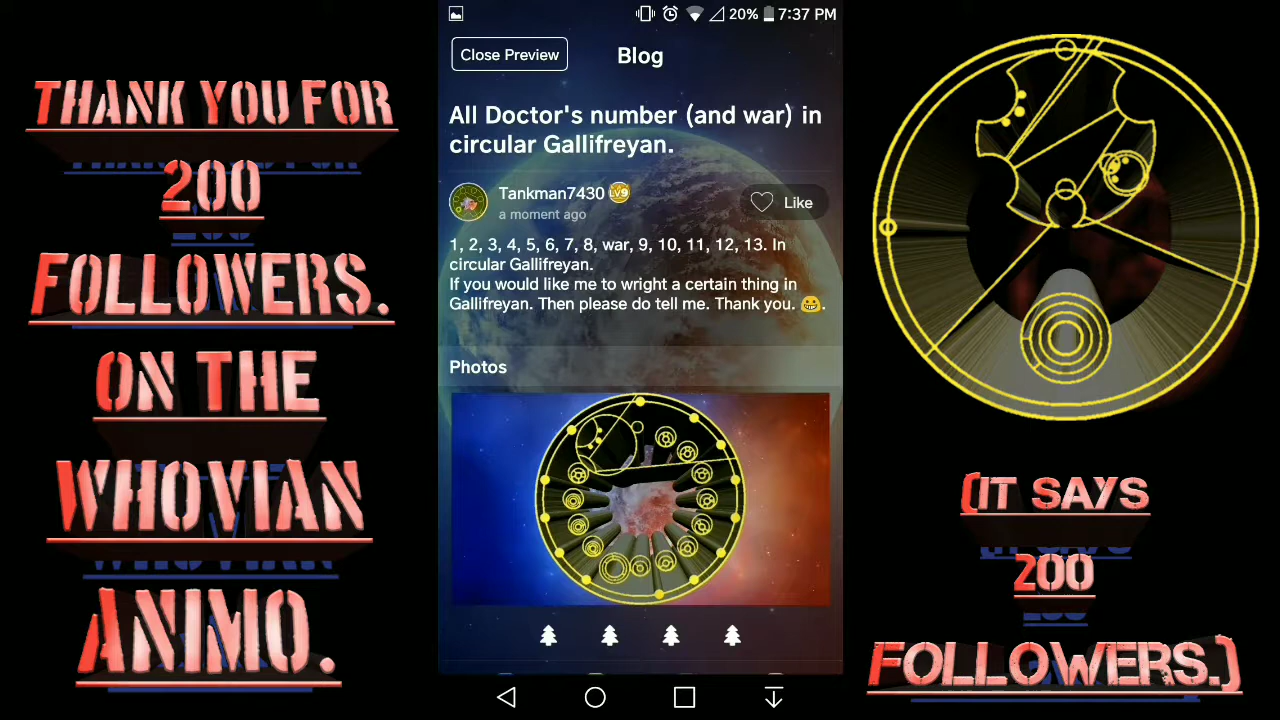 THANK YOU FOR
200
FOLLOWERS.
ON THE
WHOVIAN
ANIMO.
20% 7:37 PM
Close Preview
Blog
All Doctor's number (and war) in
circular Gallifreyan.
Tankman7430 LV9
a moment ago
Like
1, 2, 3, 4, 5, 6, 7, 8, war, 9, 10, 11, 12, 13. In
circular Gallifreyan.
If you would like me to wright a certain thing in
Gallifreyan. Then please do tell me. Thank you. 😀.
Photos
(IT SAYS
200
FOLLOWERS.)